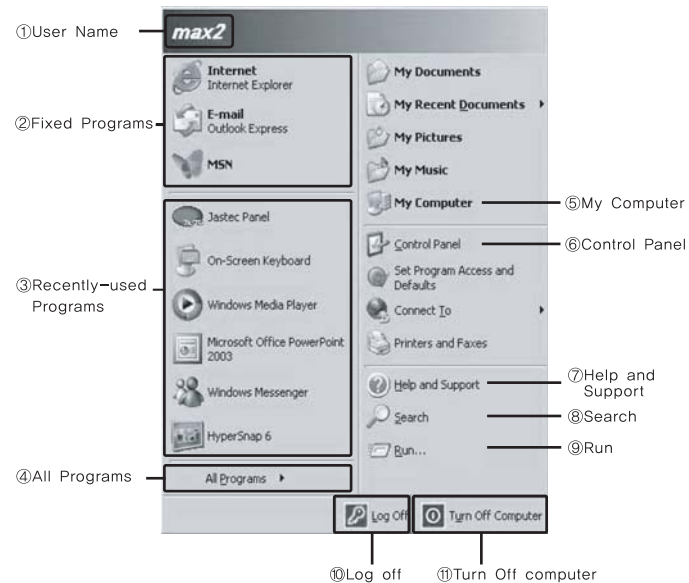 ①User Name
max2
②Fixed Programs
Internet
Internet Explorer
E-mail
Outlook Express
MSN
③Recently-used
Programs
Jastec Panel
On-Screen Keyboard
Windows Media Player
Microsoft Office PowerPoint
2003
Windows Messenger
HyperSnap 6
④All Programs
All Programs
My Documents
My Recent Documents
My Pictures
My Music
My Computer
⑤My Computer
Control Panel
⑥Control Panel
Set Program Access and
Defaults
Connect To
Printers and Faxes
Help and Support
⑦Help and
Support
Search
⑧Search
Run...
⑨Run
Log Off
Turn Off Computer
⑩Log off
⑪Turn Off computer